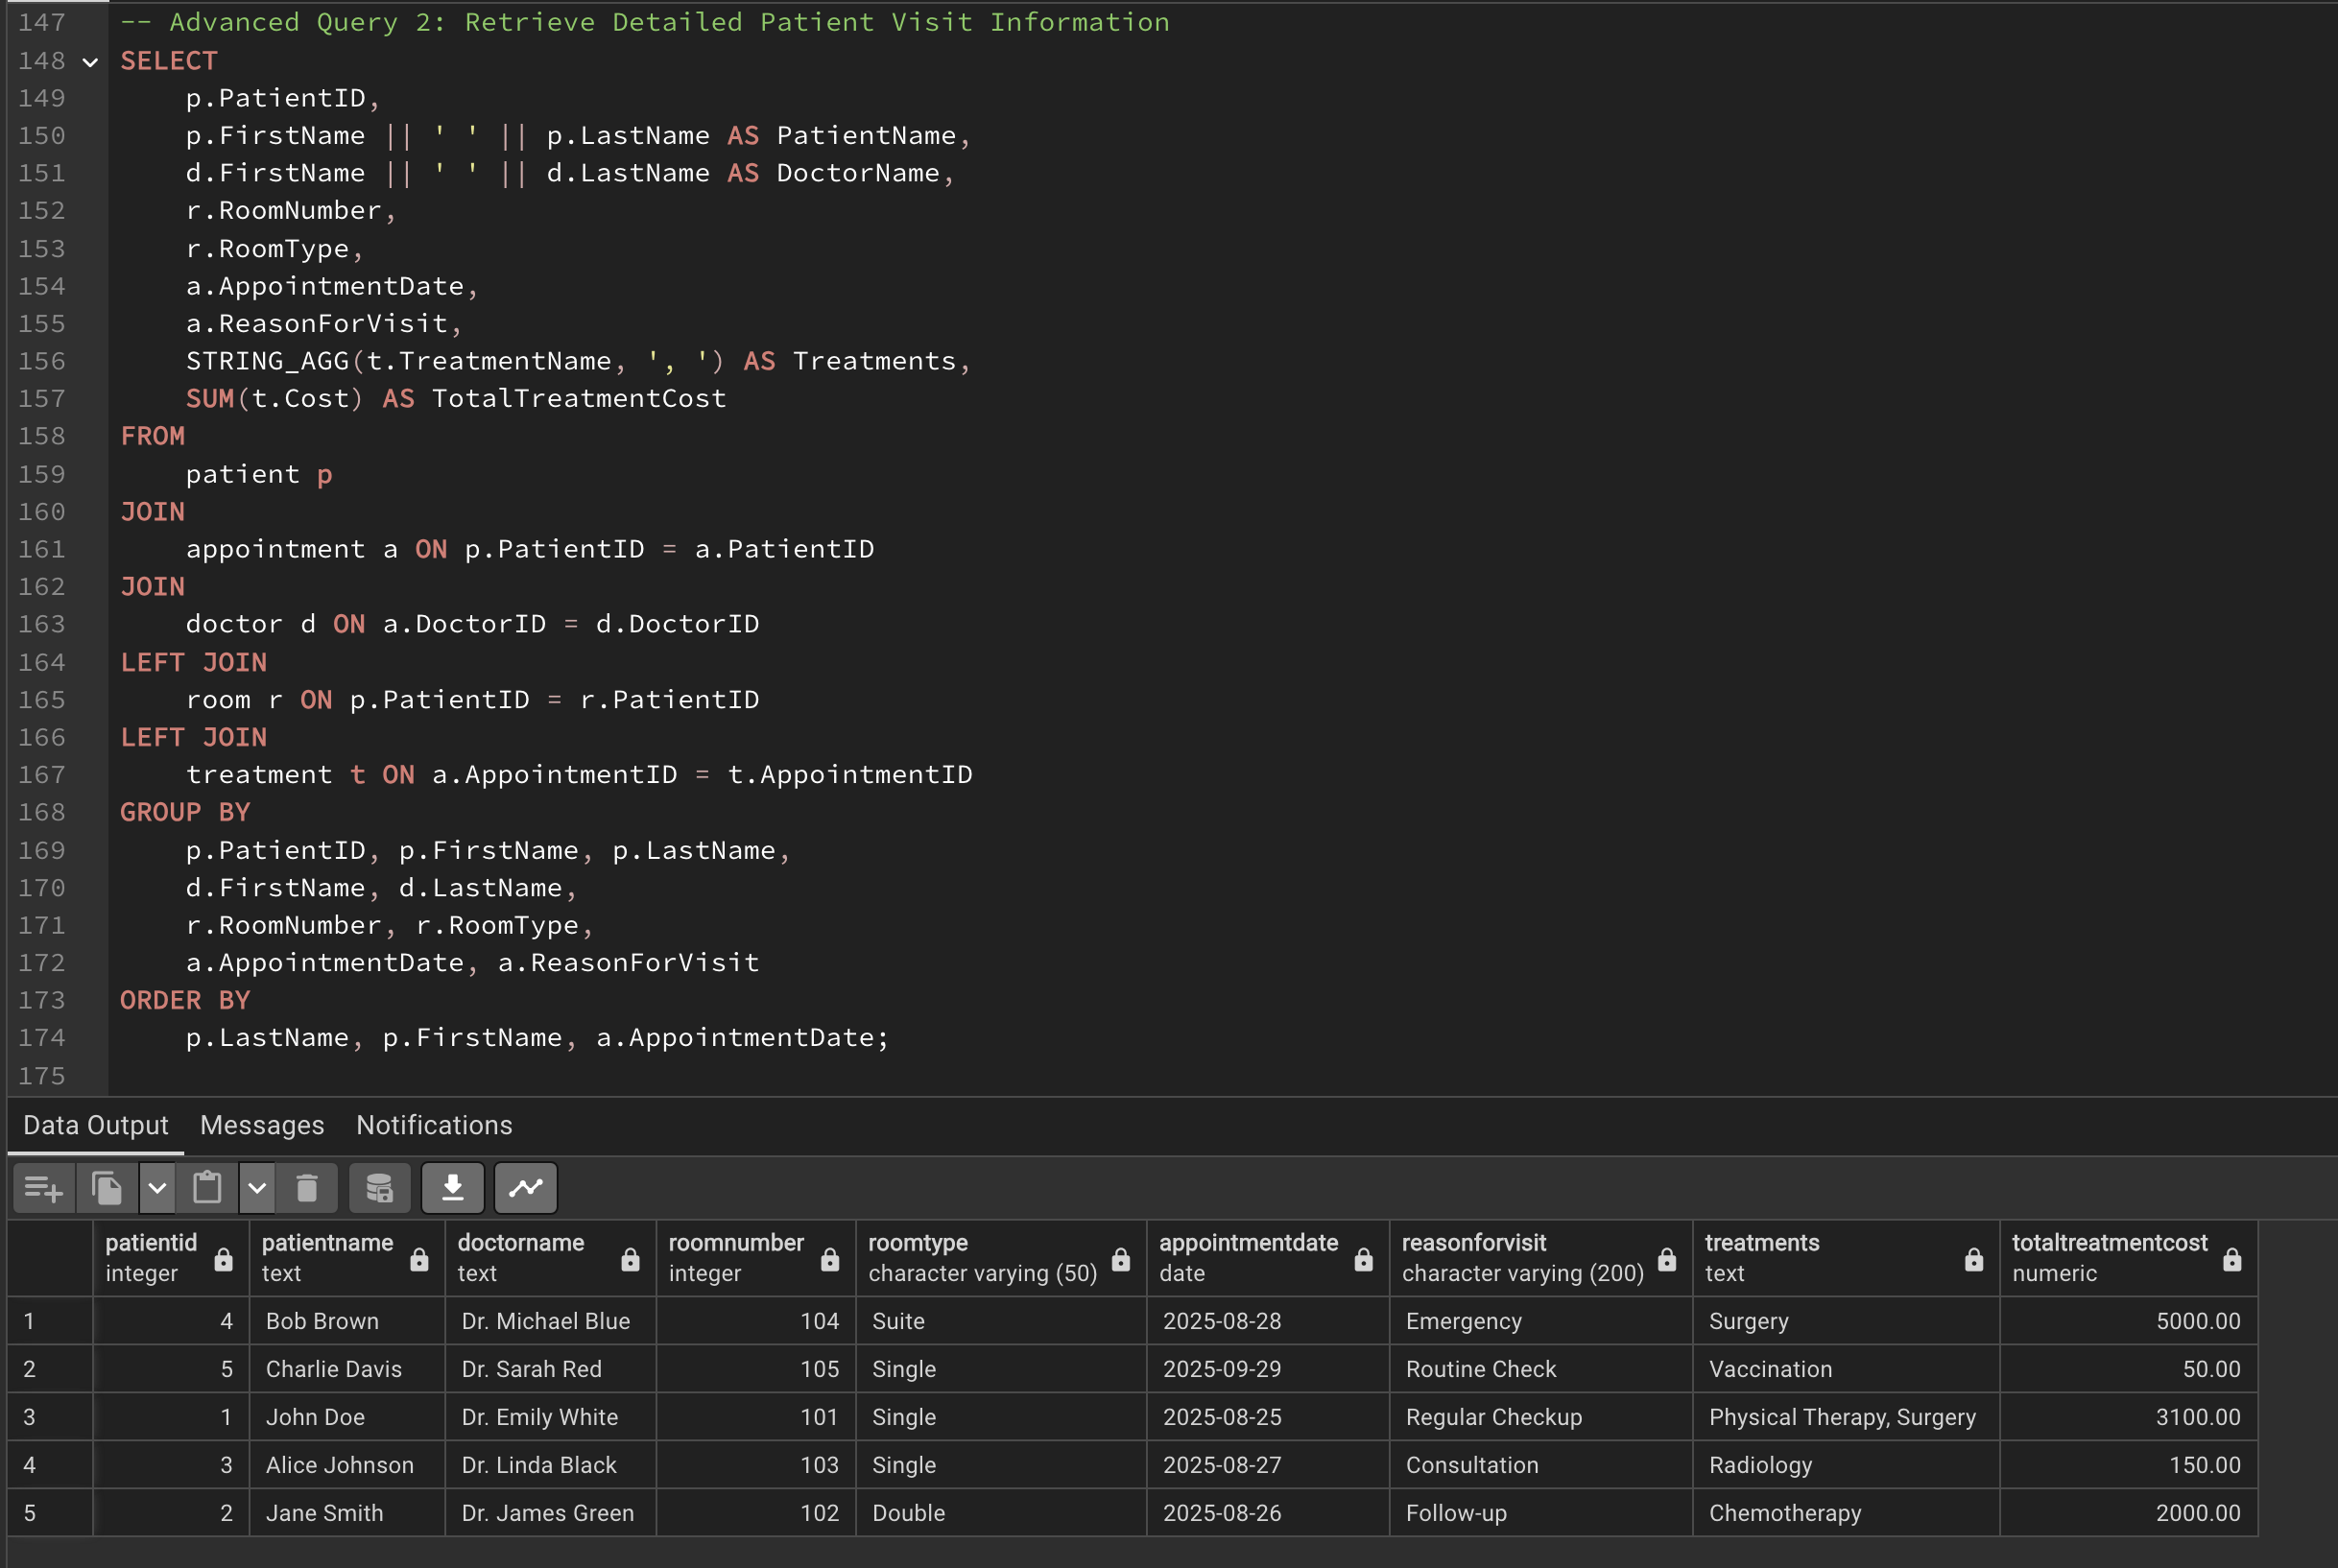 147 -- Advanced Query 2: Retrieve Detailed Patient Visit Information
148 SELECT
149     p.PatientID,
150     p.FirstName || ' ' || p.LastName AS PatientName,
151     d.FirstName || ' ' || d.LastName AS DoctorName,
152     r.RoomNumber,
153     r.RoomType,
154     a.AppointmentDate,
155     a.ReasonForVisit,
156     STRING_AGG(t.TreatmentName, ', ') AS Treatments,
157     SUM(t.Cost) AS TotalTreatmentCost
158 FROM
159     patient p
160 JOIN
161     appointment a ON p.PatientID = a.PatientID
162 JOIN
163     doctor d ON a.DoctorID = d.DoctorID
164 LEFT JOIN
165     room r ON p.PatientID = r.PatientID
166 LEFT JOIN
167     treatment t ON a.AppointmentID = t.AppointmentID
168 GROUP BY
169     p.PatientID, p.FirstName, p.LastName,
170     d.FirstName, d.LastName,
171     r.RoomNumber, r.RoomType,
172     a.AppointmentDate, a.ReasonForVisit
173 ORDER BY
174     p.LastName, p.FirstName, a.AppointmentDate;
175
Data Output Messages Notifications
patientid patientname doctorname roomnumber roomtype appointmentdate reasonforvisit treatments totaltreatmentcost
integer text text integer character varying (50) date character varying (200) text numeric
1 4 Bob Brown Dr. Michael Blue 104 Suite 2025-08-28 Emergency Surgery 5000.00
2 5 Charlie Davis Dr. Sarah Red 105 Single 2025-09-29 Routine Check Vaccination 50.00
3 1 John Doe Dr. Emily White 101 Single 2025-08-25 Regular Checkup Physical Therapy, Surgery 3100.00
4 3 Alice Johnson Dr. Linda Black 103 Single 2025-08-27 Consultation Radiology 150.00
5 2 Jane Smith Dr. James Green 102 Double 2025-08-26 Follow-up Chemotherapy 2000.00